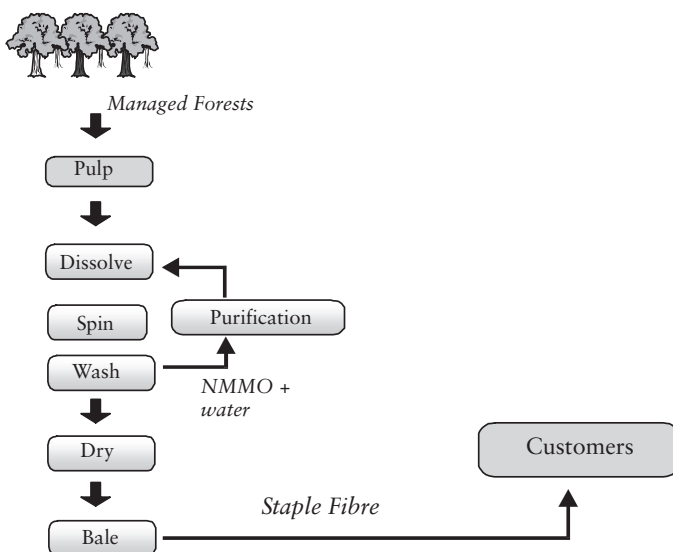 Managed Forests
Pulp
Dissolve
Spin
Purification
Wash
NMMO +
water
Dry
Customers
Staple Fibre
Bale